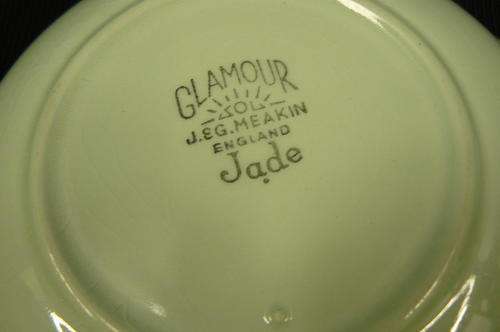 GLAMOUR
SOL
J.&G. MEAKIN
ENGLAND
Jade